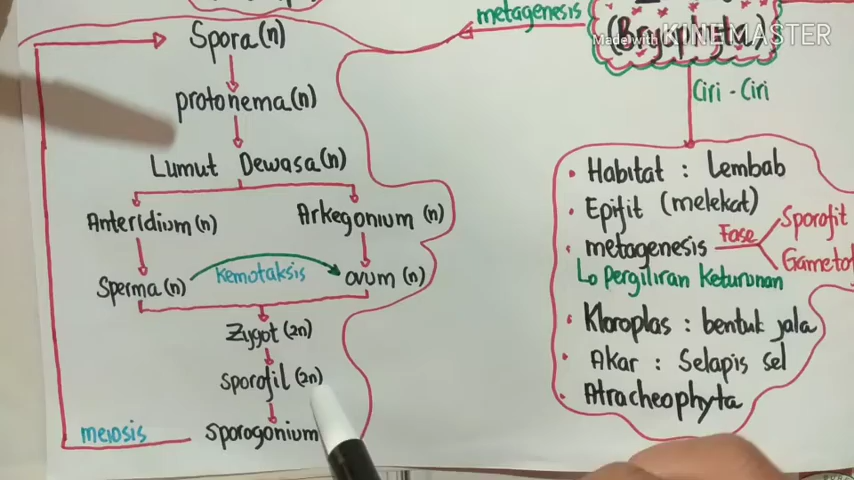 metagenesis
(Bryophyta)
Made with KINEMASTER
Spora (n)
protonema (n)
Lumut Dewasa (n)
Anteridium (n)
Arkegonium (n)
Sperma (n)
kemotaksis
ovum (n)
Zygot (2n)
Sporofil (2n)
Sporogonium
meiosis
Ciri - Ciri
• Habitat : Lembab
• Epifit (melekat)
• metagenesis
Fase
Sporofit
Gametof
Lo Pergiliran Keturunan
• Kloroplas : bentuk jala
• Akar : Selapis sel
• Atracheophyta